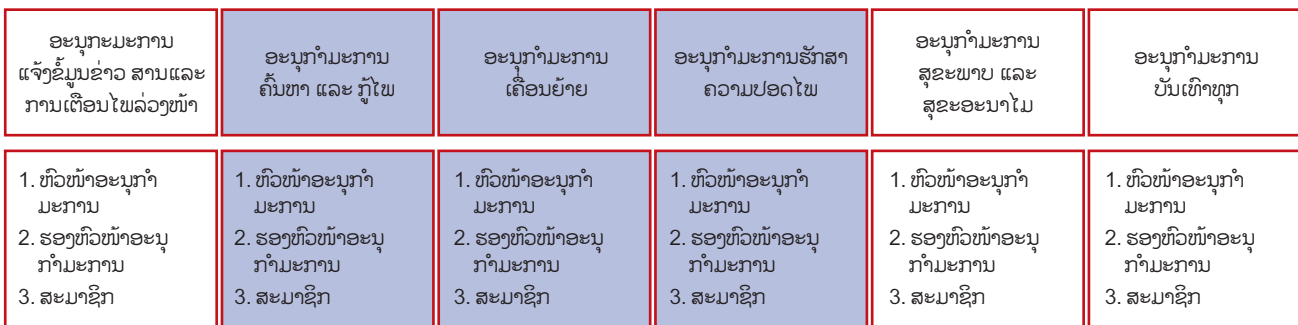 ອະນຸກະມະການ
ແຈ້ງຂໍ້ມູນຂ່າວ ສານແລະ
ການເຕືອນໄພລ່ວງໜ້າ
ອະນຸກຳມະການ
ຄົ້ນຫາ ແລະ ກູ້ໄພ
ອະນຸກຳມະການ
ເຄື່ອນຍ້າຍ
ອະນຸກຳມະການຮັກສາ
ຄວາມປອດໄພ
ອະນຸກຳມະການ
ສຸຂະພາບ ແລະ
ສຸຂະອະນາໄມ
ອະນຸກຳມະການ
ບັນເທົາທຸກ
1. ຫົວໜ້າອະນຸກຳ
ມະການ
2. ຮອງຫົວໜ້າອະນຸ
ກຳມະການ
3. ສະມາຊິກ
1. ຫົວໜ້າອະນຸກຳ
ມະການ
2. ຮອງຫົວໜ້າອະນຸ
ກຳມະການ
3. ສະມາຊິກ
1. ຫົວໜ້າອະນຸກຳ
ມະການ
2. ຮອງຫົວໜ້າອະນຸ
ກຳມະການ
3. ສະມາຊິກ
1. ຫົວໜ້າອະນຸກຳ
ມະການ
2. ຮອງຫົວໜ້າອະນຸ
ກຳມະການ
3. ສະມາຊິກ
1. ຫົວໜ້າອະນຸກຳ
ມະການ
2. ຮອງຫົວໜ້າອະນຸ
ກຳມະການ
3. ສະມາຊິກ
1. ຫົວໜ້າອະນຸກຳ
ມະການ
2. ຮອງຫົວໜ້າອະນຸ
ກຳມະການ
3. ສະມາຊິກ